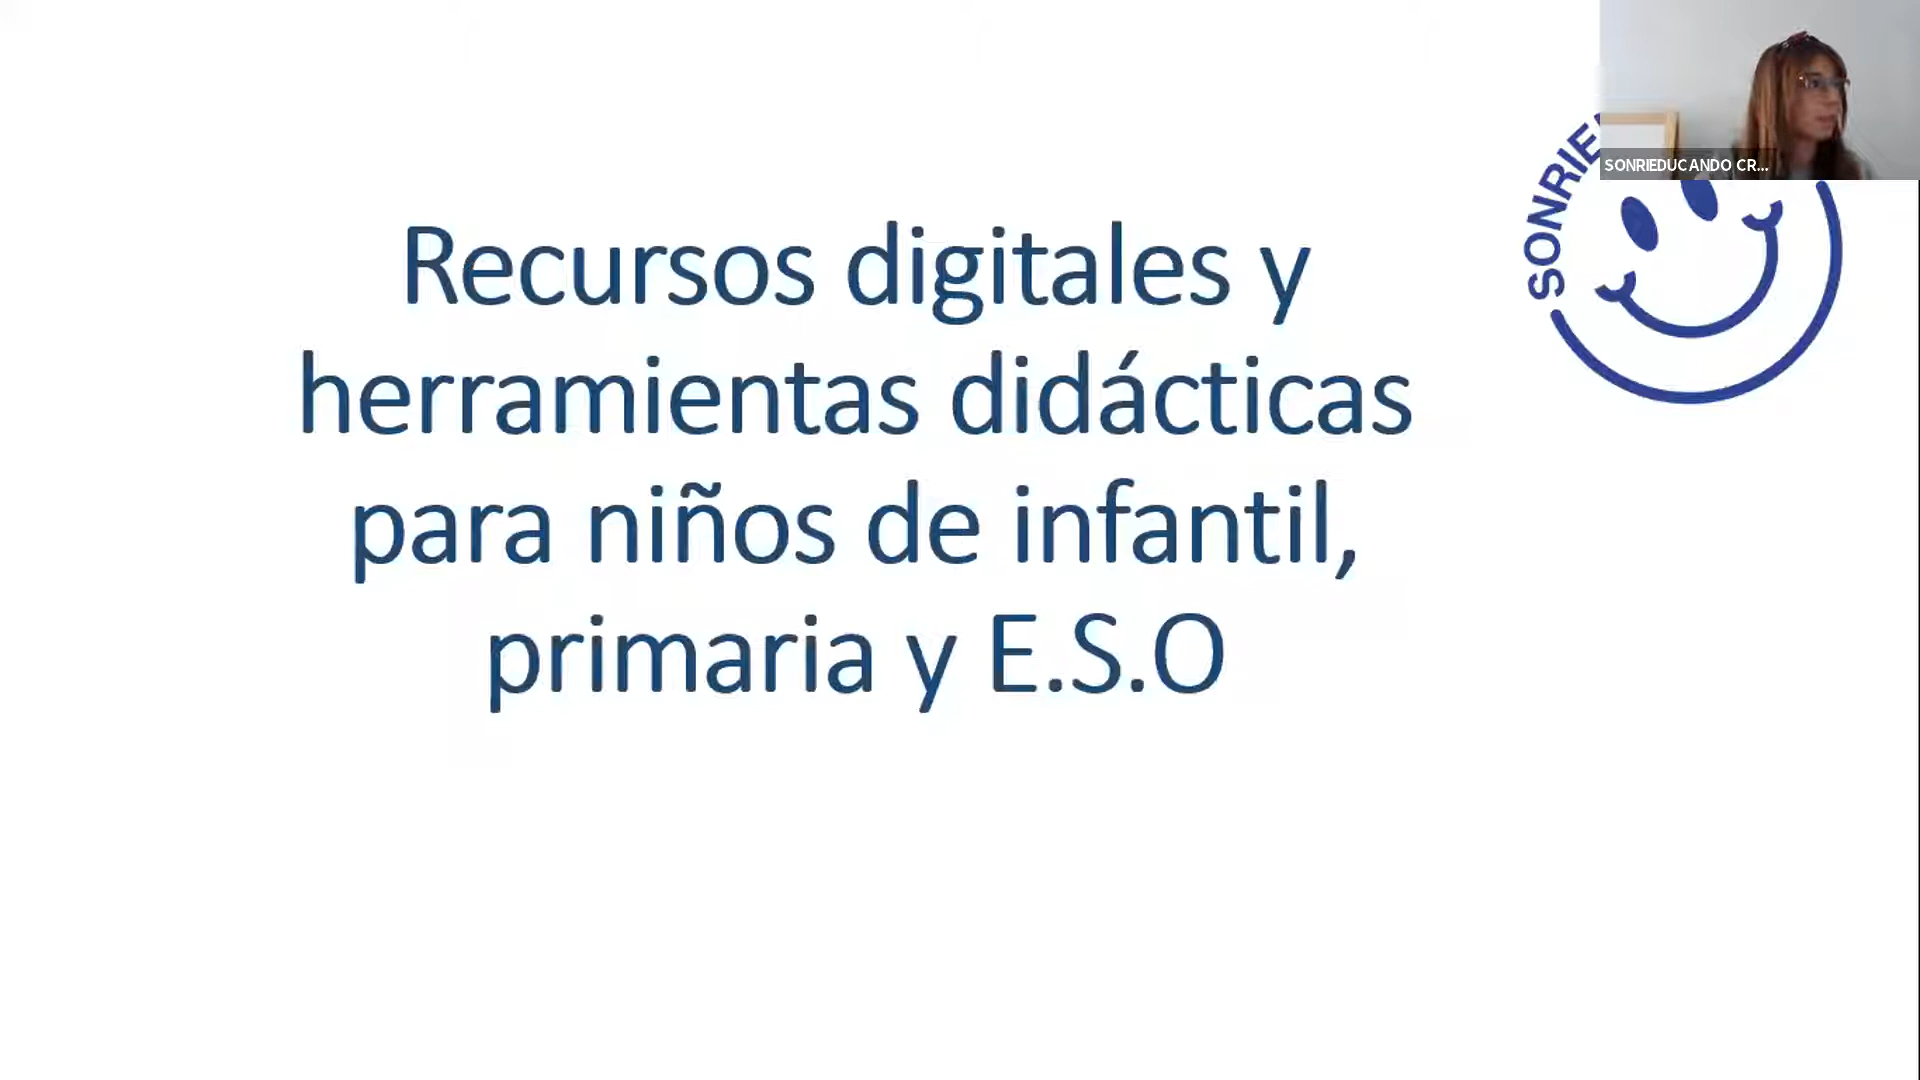 Recursos digitales y
herramientas didácticas
para niños de infantil,
primaria y E.S.O
SONRIE
SONRIEDUCANDO CR...